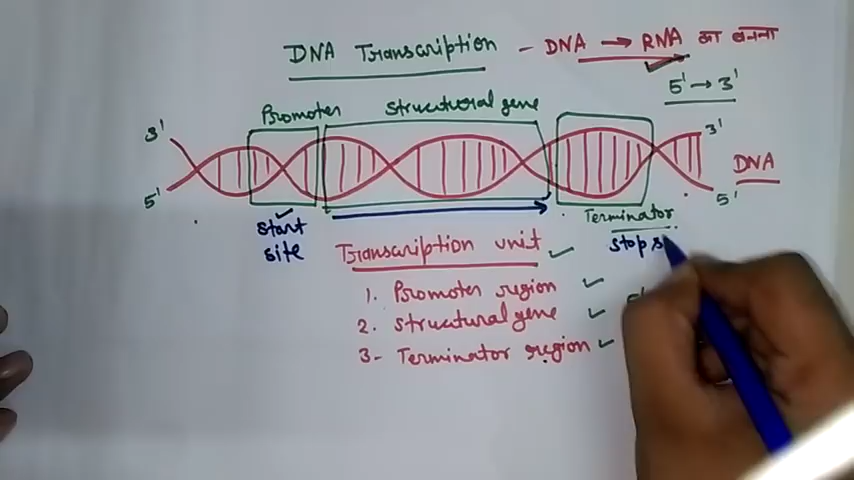 DNA Transcription - DNA → RNA का बनना
5' → 3'
Promoter structural gene
3' 3'
DNA
5' 5'
Terminator
start stop s
site
Transcription unit
1. Promoter region
2. structural gene
3- Terminator region